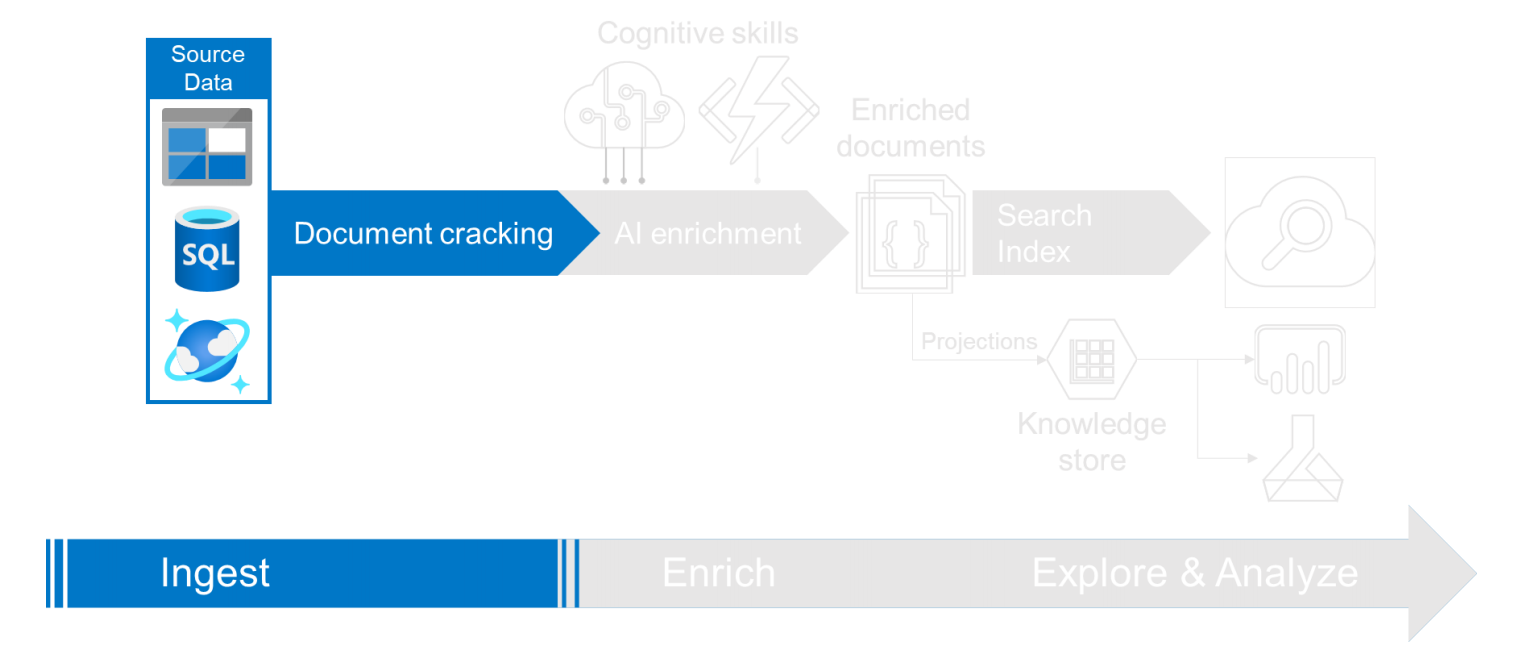 Cognitive skills
Source
Data
Enriched
documents
SQL
Document cracking
AI enrichment
{ }
Search
Index
Projections
Knowledge
store
Ingest
Enrich
Explore & Analyze